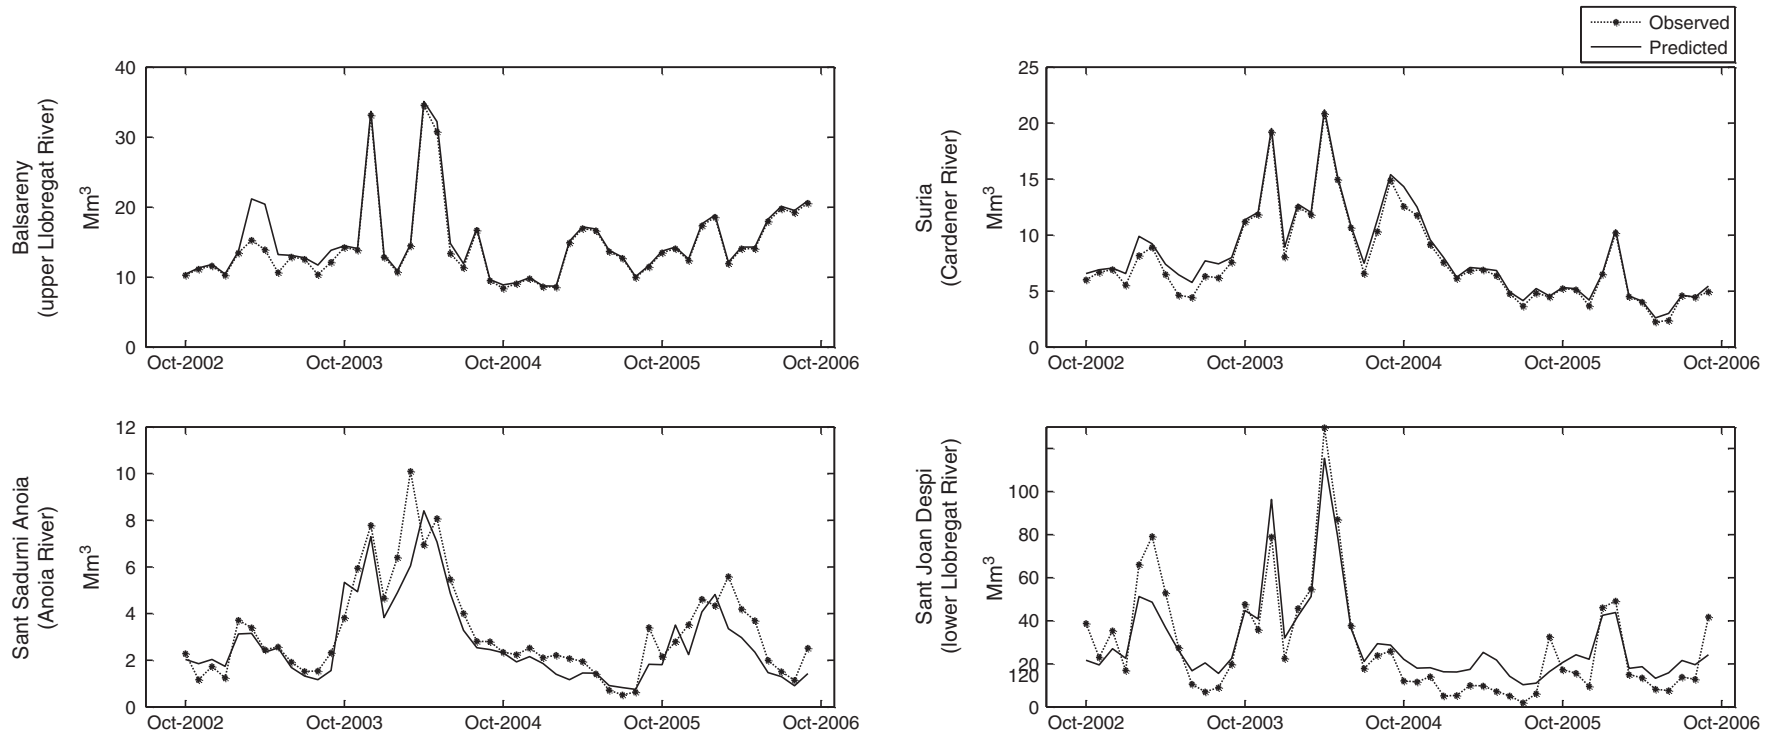 Observed
Predicted
Balsareny
(upper Llobregat River)
Mm³
40
30
20
10
0
Oct-2002
Oct-2003
Oct-2004
Oct-2005
Oct-2006
Suria
(Cardener River)
Mm³
25
20
15
10
5
0
Oct-2002
Oct-2003
Oct-2004
Oct-2005
Oct-2006
Sant Sadurni Anoia
(Anoia River)
Mm³
12
10
8
6
4
2
0
Oct-2002
Oct-2003
Oct-2004
Oct-2005
Oct-2006
Sant Joan Despi
(lower Llobregat River)
Mm³
100
80
60
40
20
120
0
Oct-2002
Oct-2003
Oct-2004
Oct-2005
Oct-2006